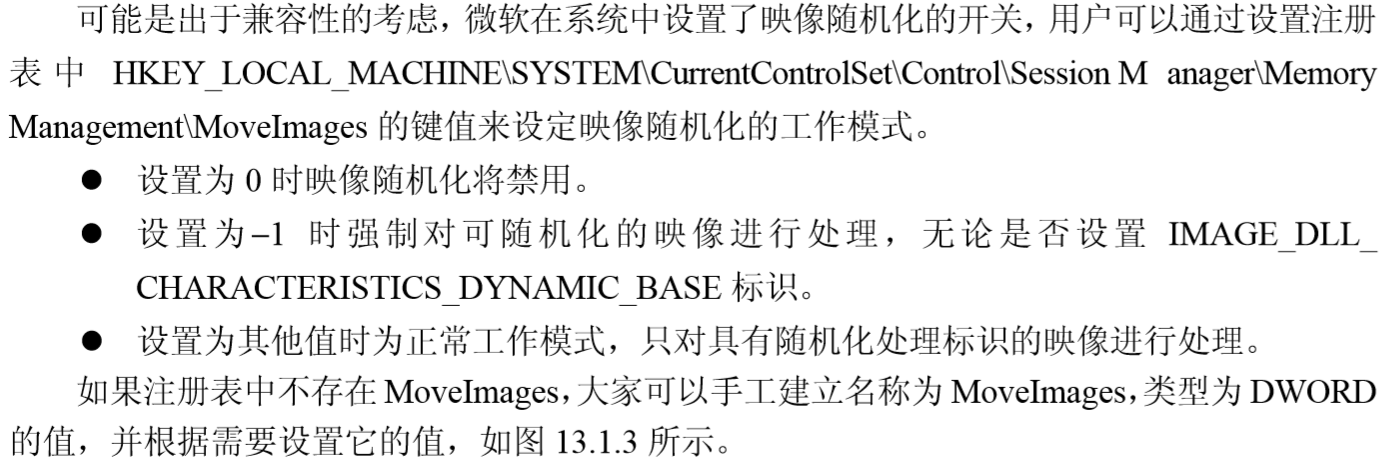 可能是出于兼容性的考虑，微软在系统中设置了映像随机化的开关，用户可以通过设置注册
表中 HKEY_LOCAL_MACHINE\SYSTEM\CurrentControlSet\Control\Session M anager\Memory
Management\MoveImages 的键值来设定映像随机化的工作模式。
● 设置为 0 时映像随机化将禁用。
● 设置为–1 时强制对可随机化的映像进行处理，无论是否设置 IMAGE_DLL_
CHARACTERISTICS_DYNAMIC_BASE 标识。
● 设置为其他值时为正常工作模式，只对具有随机化处理标识的映像进行处理。
如果注册表中不存在 MoveImages，大家可以手工建立名称为 MoveImages，类型为 DWORD
的值，并根据需要设置它的值，如图 13.1.3 所示。